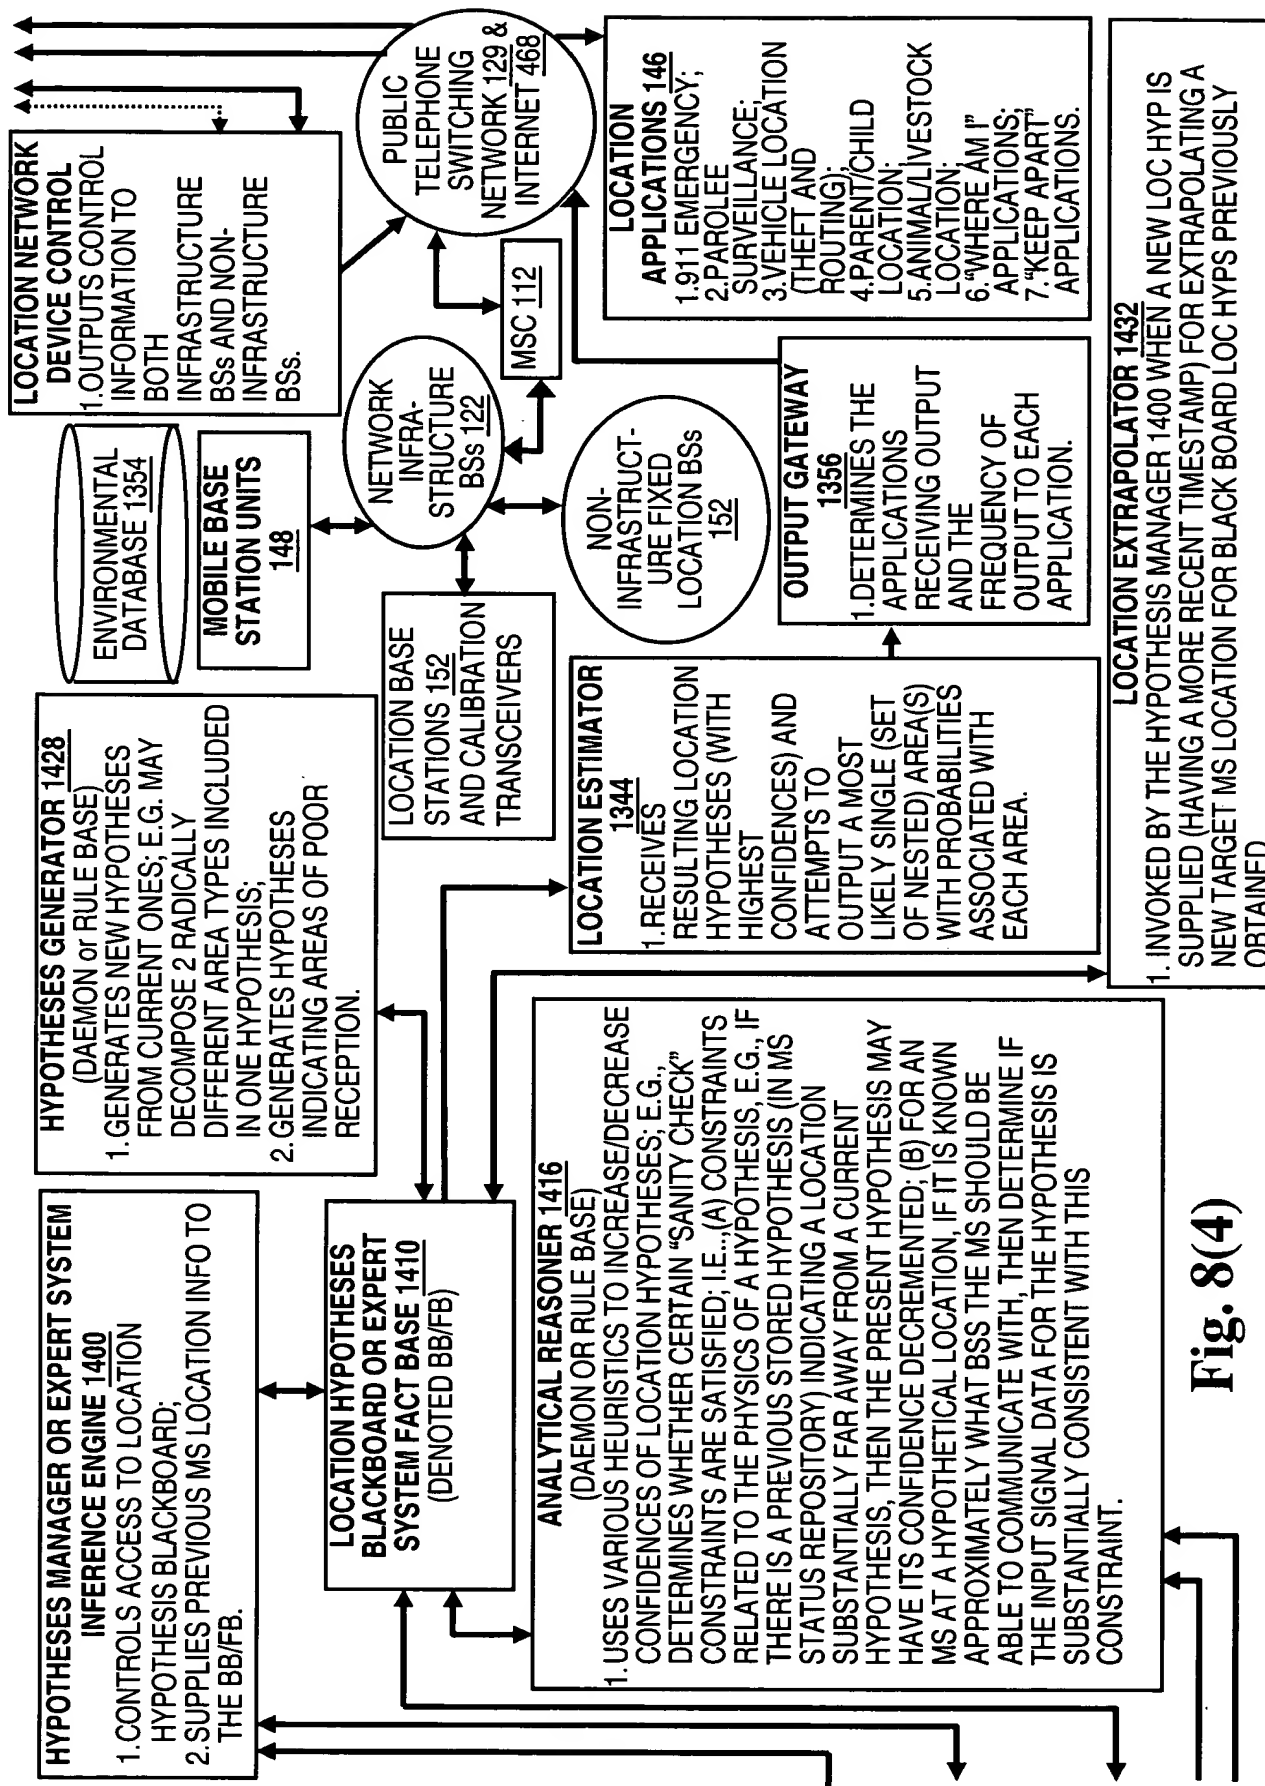 HYPOTHESES MANAGER OR EXPERT SYSTEM
INFERENCE ENGINE 1400
1. CONTROLS ACCESS TO LOCATION
HYPOTHESIS BLACKBOARD;
2. SUPPLIES PREVIOUS MS LOCATION INFO TO
THE BB/FB.
HYPOTHESES GENERATOR 1428
(DAEMON or RULE BASE)
1. GENERATES NEW HYPOTHESES
FROM CURRENT ONES; E.G. MAY
DECOMPOSE 2 RADICALLY
DIFFERENT AREA TYPES INCLUDED
IN ONE HYPOTHESIS;
2. GENERATES HYPOTHESES
INDICATING AREAS OF POOR
RECEPTION.
ENVIRONMENTAL
DATABASE 1354
MOBILE BASE
STATION UNITS
148
LOCATION NETWORK
DEVICE CONTROL
1. OUTPUTS CONTROL
INFORMATION TO
BOTH
INFRASTRUCTURE
BSs AND NON-
INFRASTRUCTURE
BSs.
LOCATION HYPOTHESES
BLACKBOARD OR EXPERT
SYSTEM FACT BASE 1410
(DENOTED BB/FB)
LOCATION BASE
STATIONS 152
AND CALIBRATION
TRANSCEIVERS
NETWORK
INFRA-
STRUCTURE
BSs 122
MSC 112
PUBLIC
TELEPHONE
SWITCHING
NETWORK 129 &
INTERNET 468
NON-
INFRASTRUCT-
URE FIXED
LOCATION BSs
152
ANALYTICAL REASONER 1416
(DAEMON OR RULE BASE)
1. USES VARIOUS HEURISTICS TO INCREASE/DECREASE
CONFIDENCES OF LOCATION HYPOTHESES; E.G.,
DETERMINES WHETHER CERTAIN "SANITY CHECK"
CONSTRAINTS ARE SATISFIED; I.E..,(A) CONSTRAINTS
RELATED TO THE PHYSICS OF A HYPOTHESIS, E.G., IF
THERE IS A PREVIOUS STORED HYPOTHESIS (IN MS
STATUS REPOSITORY) INDICATING A LOCATION
SUBSTANTIALLY FAR AWAY FROM A CURRENT
HYPOTHESIS, THEN THE PRESENT HYPOTHESIS MAY
HAVE ITS CONFIDENCE DECREMENTED; (B) FOR AN
MS AT A HYPOTHETICAL LOCATION, IF IT IS KNOWN
APPROXIMATELY WHAT BSS THE MS SHOULD BE
ABLE TO COMMUNICATE WITH, THEN DETERMINE IF
THE INPUT SIGNAL DATA FOR THE HYPOTHESIS IS
SUBSTANTIALLY CONSISTENT WITH THIS
CONSTRAINT.
LOCATION ESTIMATOR
1344
1. RECEIVES
RESULTING LOCATION
HYPOTHESES (WITH
HIGHEST
CONFIDENCES) AND
ATTEMPTS TO
OUTPUT A MOST
LIKELY SINGLE (SET
OF NESTED) AREA(S)
WITH PROBABILITIES
ASSOCIATED WITH
EACH AREA.
OUTPUT GATEWAY
1356
1.DETERMINES THE
APPLICATIONS
RECEIVING OUTPUT
AND THE
FREQUENCY OF
OUTPUT TO EACH
APPLICATION.
LOCATION
APPLICATIONS 146
1.911 EMERGENCY;
2.PAROLEE
SURVEILLANCE;
3.VEHICLE LOCATION
(THEFT AND
ROUTING);
4.PARENT/CHILD
LOCATION;
5.ANIMAL/LIVESTOCK
LOCATION;
6."WHERE AM I"
APPLICATIONS;
7."KEEP APART"
APPLICATIONS.
LOCATION EXTRAPOLATOR 1432
1. INVOKED BY THE HYPOTHESIS MANAGER 1400 WHEN A NEW LOC HYP IS
SUPPLIED (HAVING A MORE RECENT TIMESTAMP) FOR EXTRAPOLATING A
NEW TARGET MS LOCATION FOR BLACK BOARD LOC HYPS PREVIOUSLY
OBTAINED
Fig. 8(4)